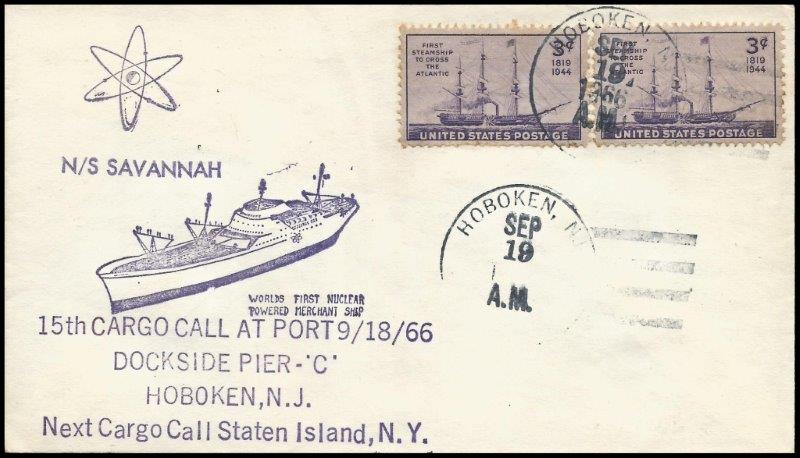 N/S SAVANNAH
WORLDS FIRST NUCLEAR
POWERED MERCHANT SHIP
15th CARGO CALL AT PORT 9/18/66
DOCKSIDE PIER-'C'
HOBOKEN, N.J.
Next Cargo Call Staten Island, N.Y.
FIRST
STEAMSHIP
TO CROSS
THE
ATLANTIC
3¢
1819
1944
UNITED STATES POSTAGE
FIRST
STEAMSHIP
TO CROSS
THE
ATLANTIC
3¢
1819
1944
UNITED STATES POSTAGE
HOBOKEN,
SEP
19
1966
A.M.
HOBOKEN, N.J.
SEP
19
A.M.